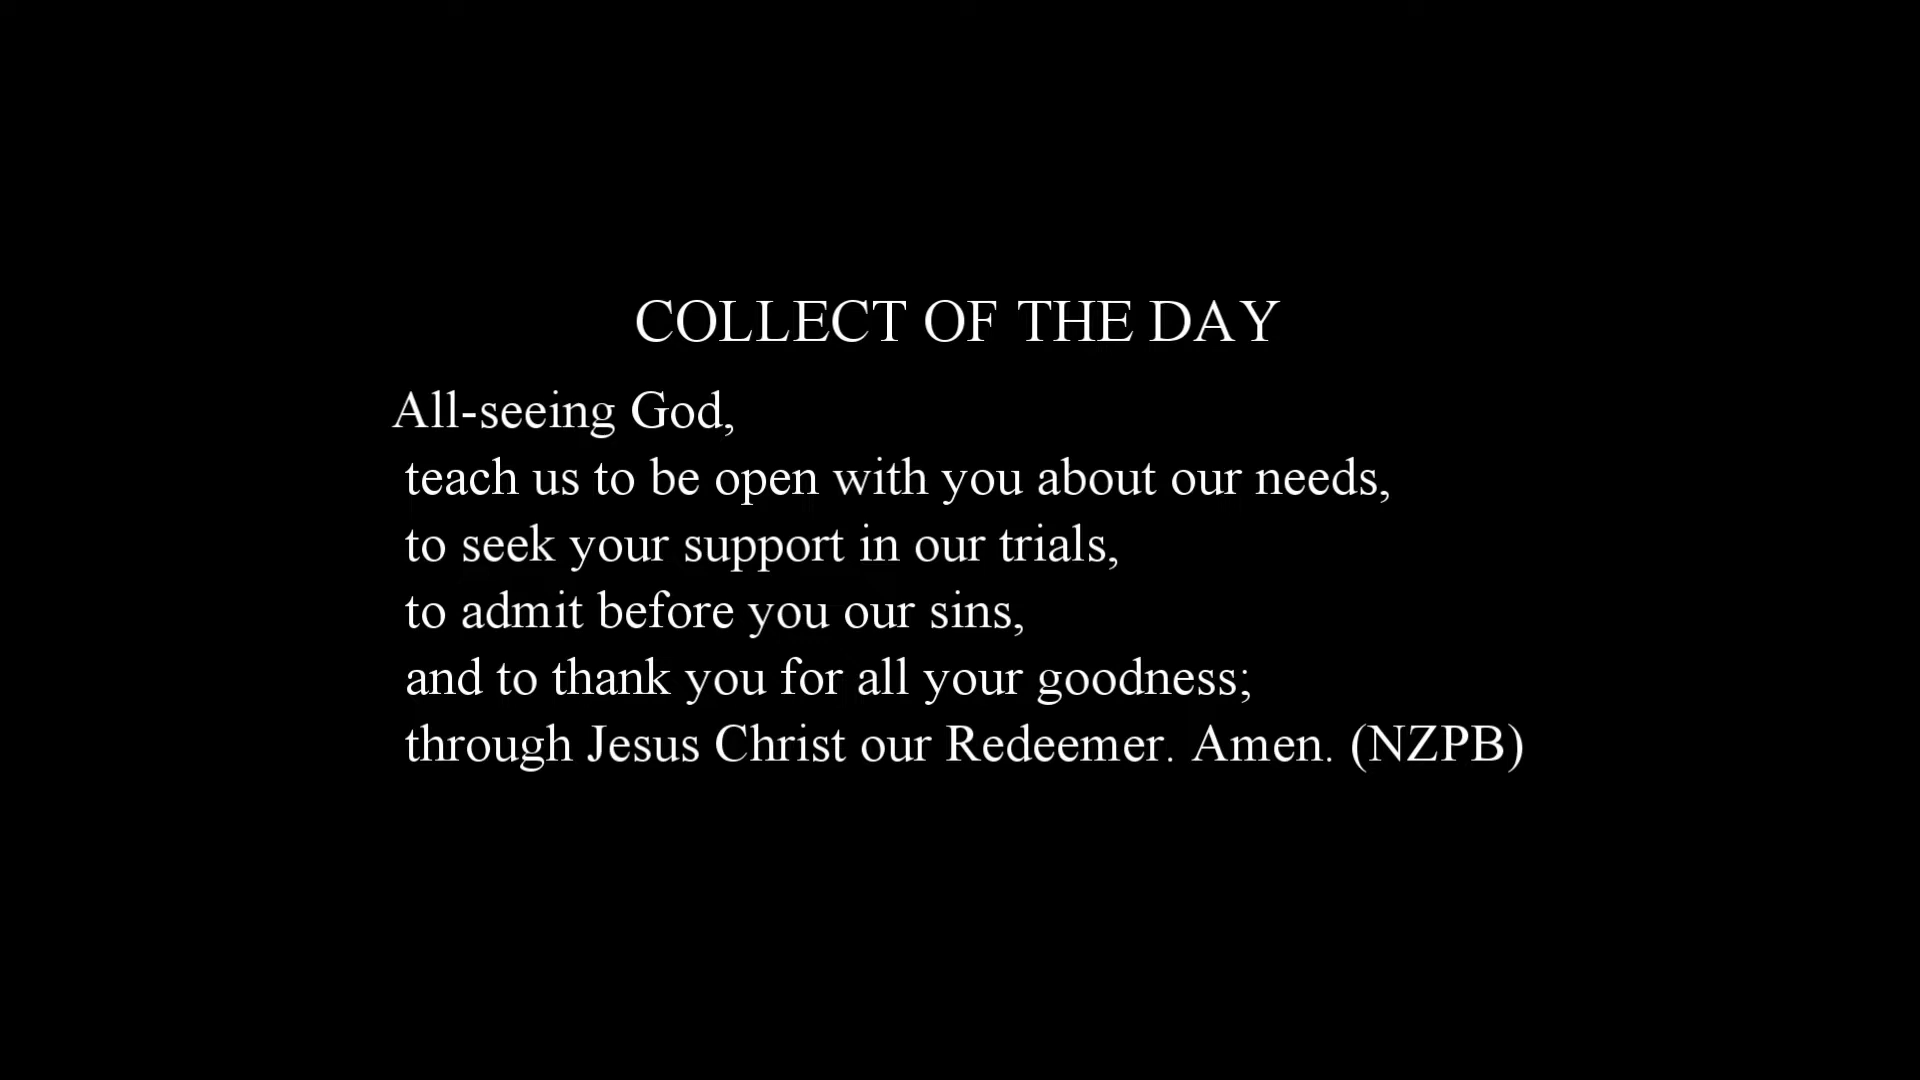 COLLECT OF THE DAY
All-seeing God,
teach us to be open with you about our needs,
to seek your support in our trials,
to admit before you our sins,
and to thank you for all your goodness;
through Jesus Christ our Redeemer. Amen. (NZPB)